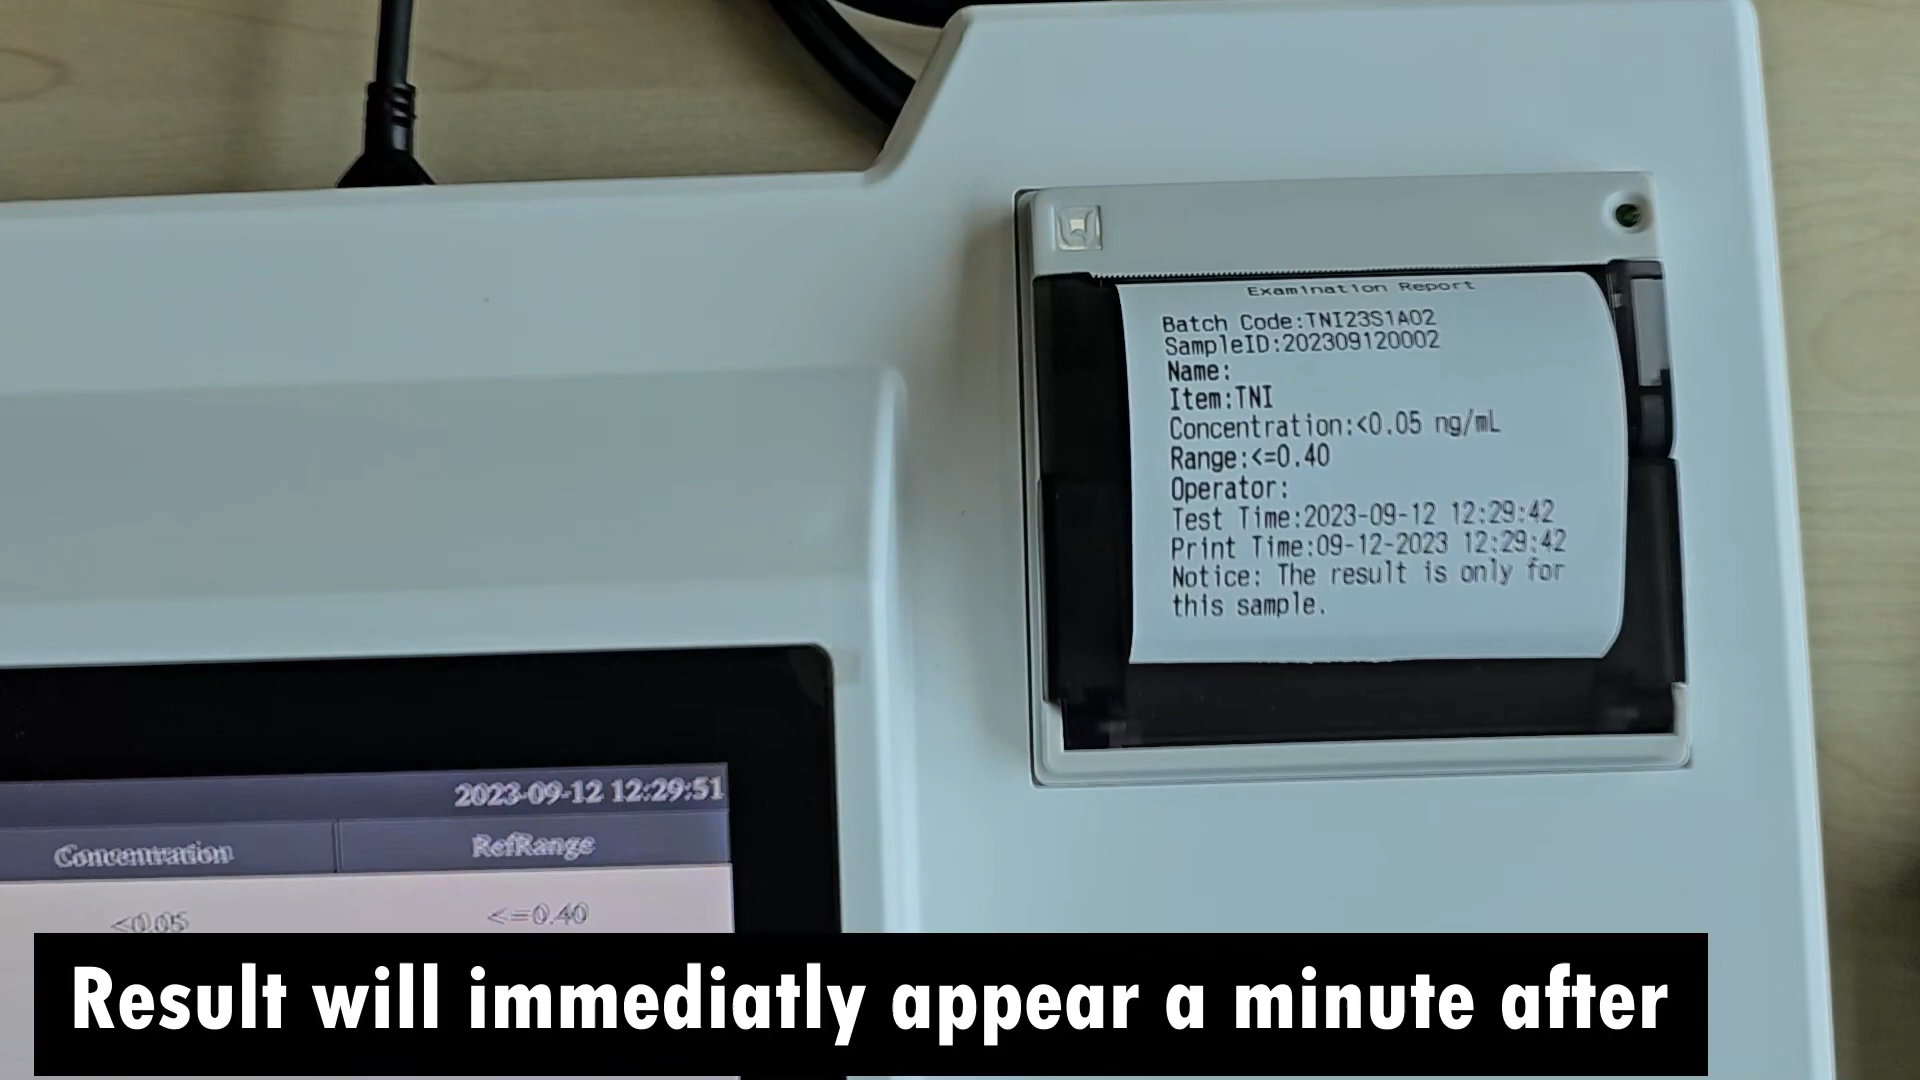 Examination Report
Batch Code:TNI23S1A02
SampleID:202309120002
Name:
Item:TNI
Concentration:<0.05 ng/mL
Range:<=0.40
Operator:
Test Time:2023-09-12 12:29:42
Print Time:09-12-2023 12:29:42
Notice: The result is only for
this sample.
2023-09-12 12:29:51
Concentration RefRange
<0.05 <=0.40
Result will immediatly appear a minute after